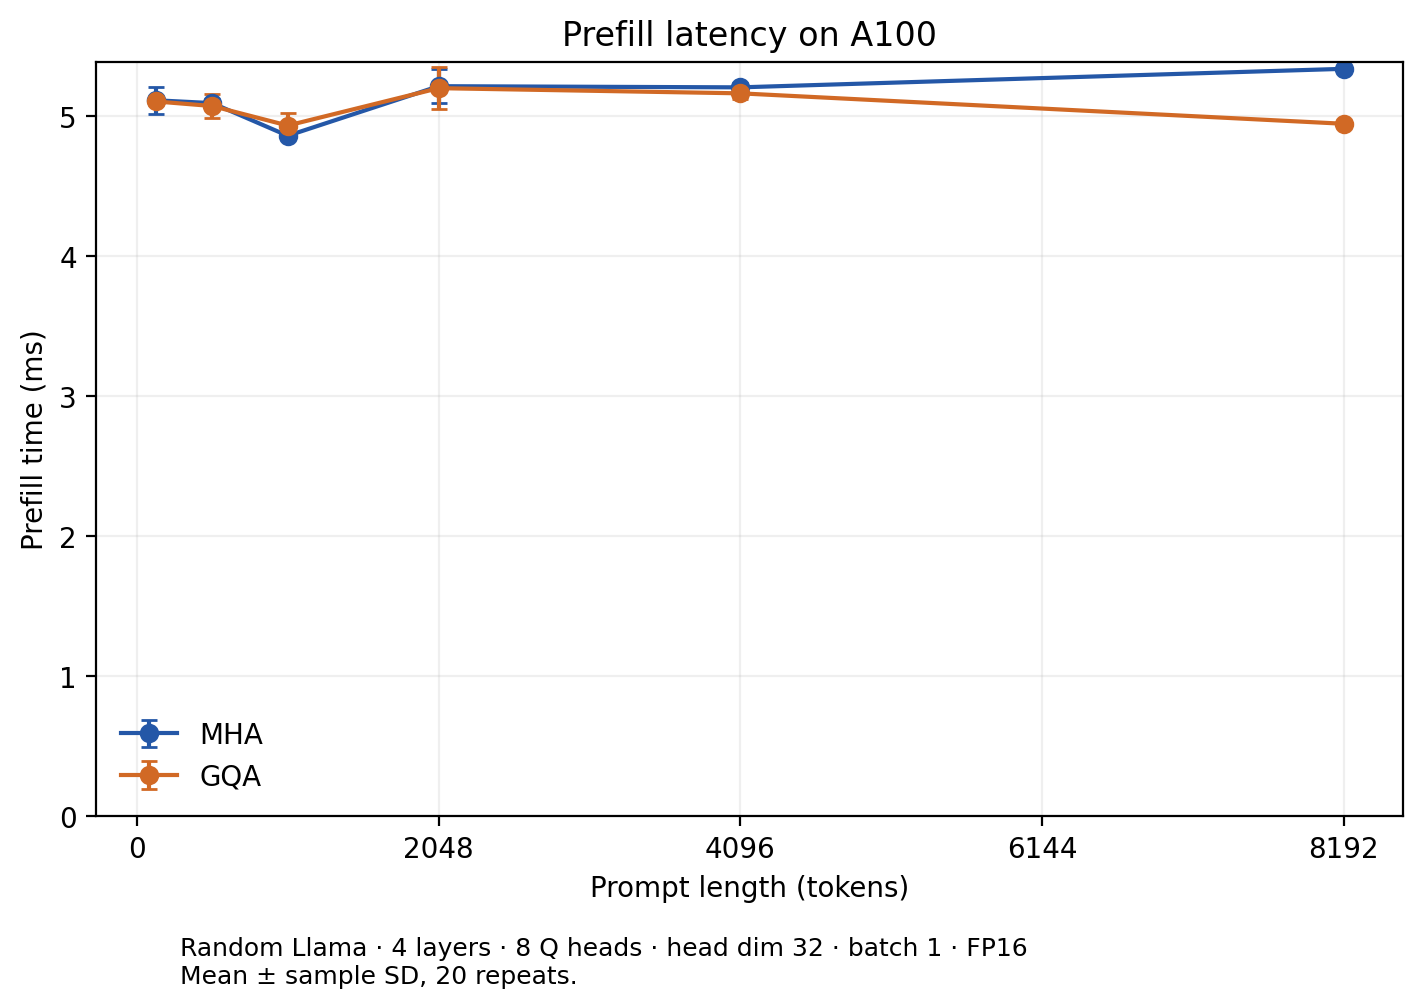 Prefill latency on A100
Prefill time (ms)
5
4
3
2
1
0
MHA
GQA
0 2048 4096 6144 8192
Prompt length (tokens)
Random Llama · 4 layers · 8 Q heads · head dim 32 · batch 1 · FP16
Mean ± sample SD, 20 repeats.